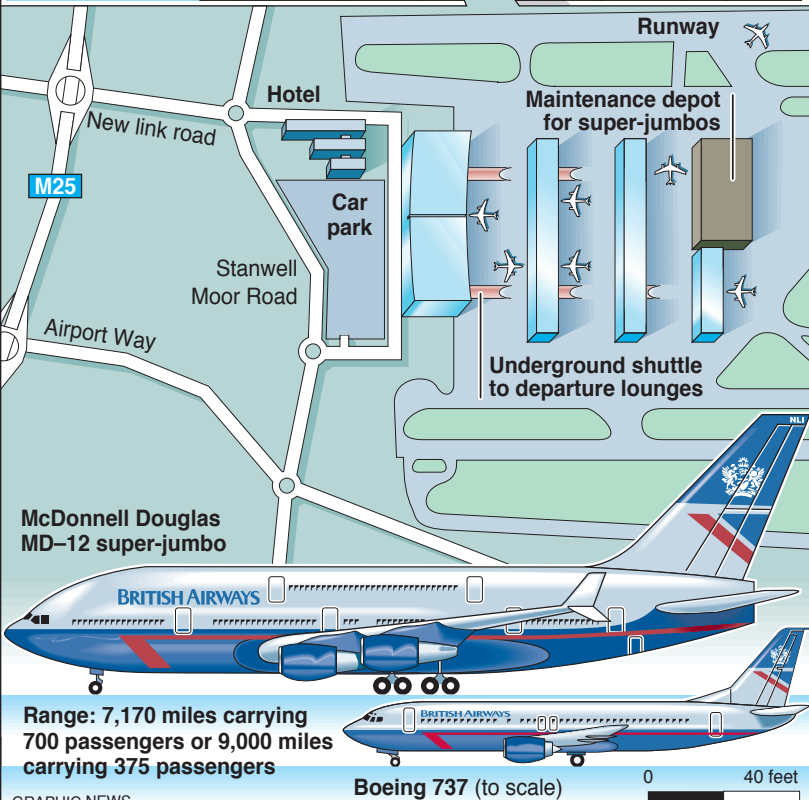 Runway
Hotel
Maintenance depot
for super-jumbos
New link road
M25
Car
park
Stanwell
Moor Road
Airport Way
Underground shuttle
to departure lounges
NLI
McDonnell Douglas
MD–12 super-jumbo
BRITISH AIRWAYS
Range: 7,170 miles carrying
700 passengers or 9,000 miles
carrying 375 passengers
BRITISH AIRWAYS
Boeing 737 (to scale)
0 40 feet
GRAPHIC NEWS